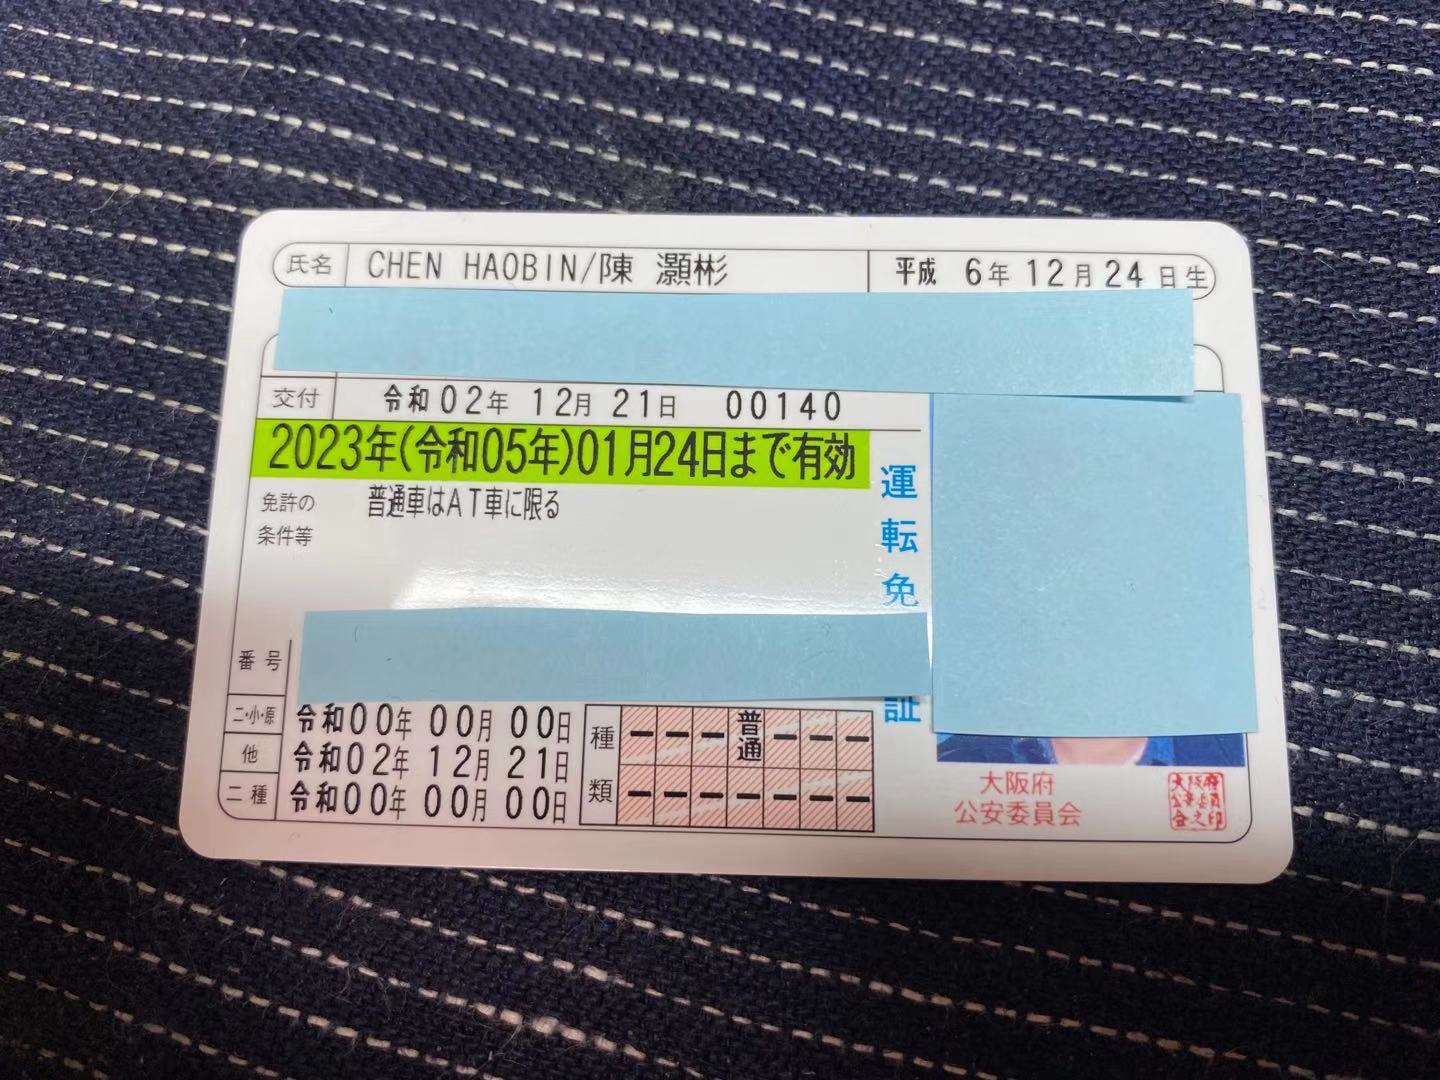 氏名 CHEN HAOBIN/陳 灝彬 平成 6年 12月 24日生
交付 令和02年 12月 21日 00140
2023年(令和05年)01月24日まで有効
免許の
条件等
普通車はAT車に限る
運転免
証
番号
二・小・原 令和00年 00月 00日
他 令和02年 12月 21日
二種 令和00年 00月 00日
種類
普通
大阪府
公安委員会